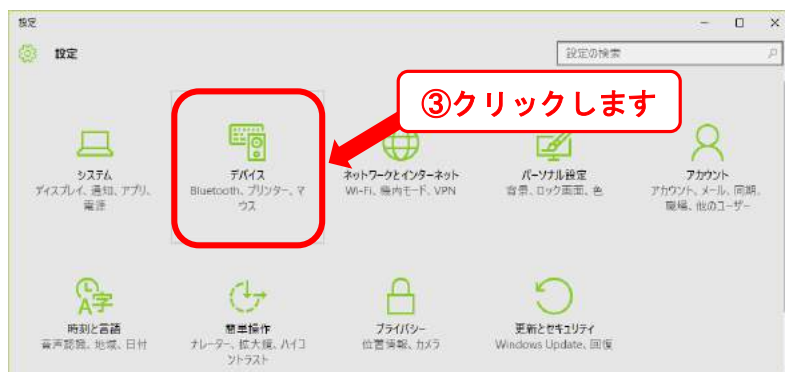 設定
設定
設定の検索
③クリックします
システム
ディスプレイ、通知、アプリ、
電源
デバイス
Bluetooth、プリンター、マ
ウス
ネットワークとインターネット
Wi-Fi、機内モード、VPN
パーソナル設定
背景、ロック画面、色
アカウント
アカウント、メール、同期、
職場、他のユーザー
A字
時刻と言語
音声認識、地域、日付
簡単操作
ナレーター、拡大鏡、ハイコ
ントラスト
プライバシー
位置情報、カメラ
更新とセキュリティ
Windows Update、回復